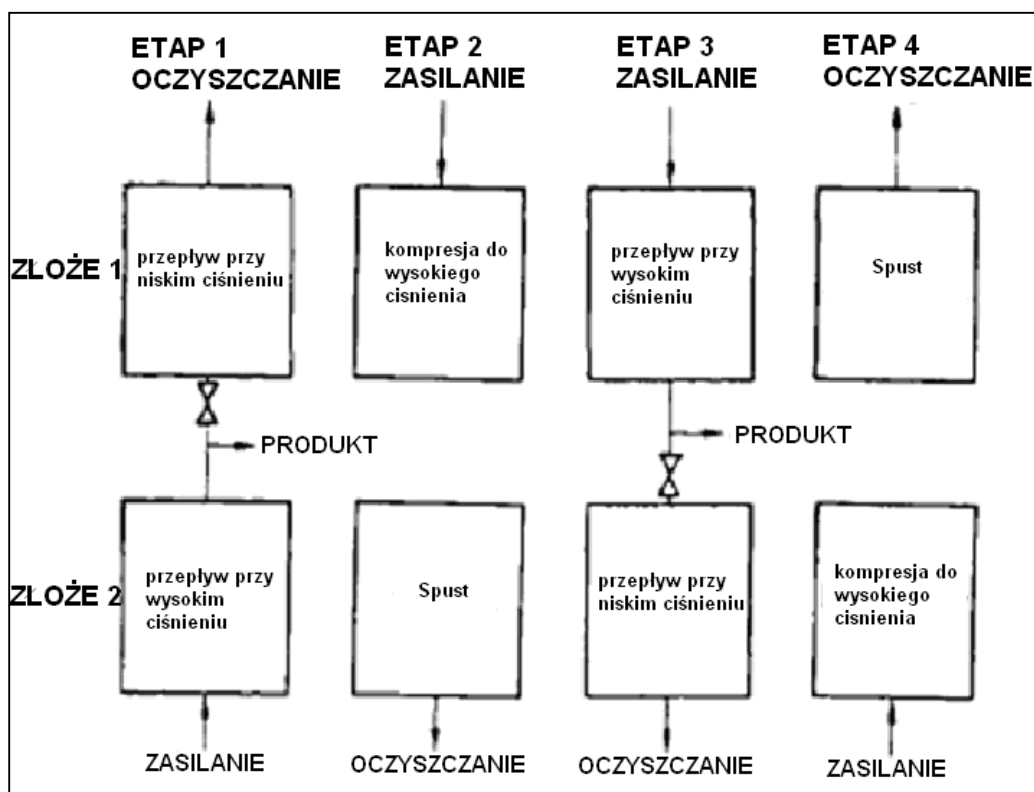 ETAP 1
OCZYSZCZANIE
ETAP 2
ZASILANIE
ETAP 3
ZASILANIE
ETAP 4
OCZYSZCZANIE
ZŁOŻE 1
przepływ przy
niskim ciśnieniu
kompresja do
wysokiego
cisnienia
przepływ przy
wysokim
ciśnieniu
Spust
PRODUKT
PRODUKT
ZŁOŻE 2
przepływ przy
wysokim
ciśnieniu
Spust
przepływ przy
niskim ciśnieniu
kompresja do
wysokiego
cisnienia
ZASILANIE
OCZYSZCZANIE
OCZYSZCZANIE
ZASILANIE